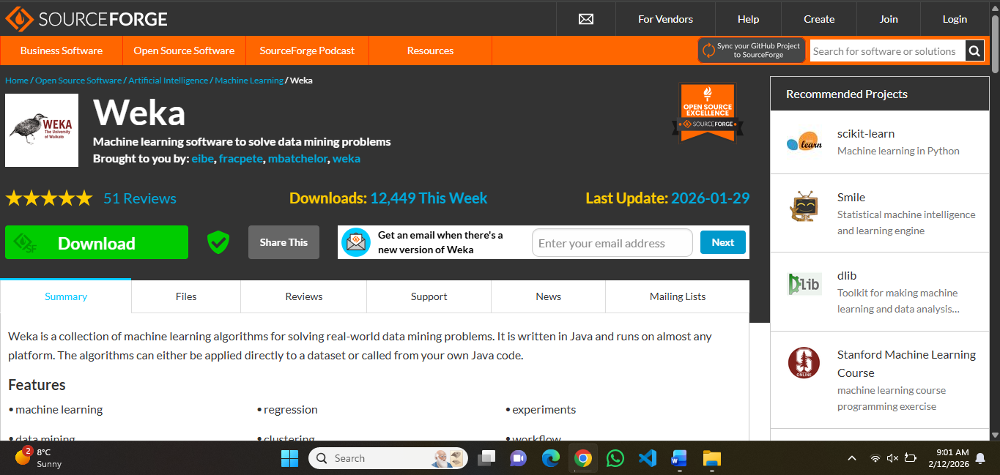 SOURCEFORGE
For Vendors
Help
Create
Join
Login
Business Software
Open Source Software
SourceForge Podcast
Resources
Sync your GitHub Project
to SourceForge
Search for software or solutions
Home / Open Source Software / Artificial Intelligence / Machine Learning / Weka
WEKA
The University
of Waikato
Weka
Machine learning software to solve data mining problems
Brought to you by: eibe, fracpete, mbatchelor, weka
OPEN SOURCE
EXCELLENCE
SOURCEFORGE
51 Reviews
Downloads: 12,449 This Week
Last Update: 2026-01-29
SF
Download
Share This
Get an email when there's a
new version of Weka
Enter your email address
Next
Summary
Files
Reviews
Support
News
Mailing Lists
Weka is a collection of machine learning algorithms for solving real-world data mining problems. It is written in Java and runs on almost any
platform. The algorithms can either be applied directly to a dataset or called from your own Java code.
Features
• machine learning
• regression
• experiments
• data mining
• clustering
• workflow
Recommended Projects
learn
scikit-learn
Machine learning in Python
Smile
Statistical machine intelligence
and learning engine
Dlib
dlib
Toolkit for making machine
learning and data analysis...
S
ONLINE
Stanford Machine Learning
Course
machine learning course
programming exercise
2
8°C
Sunny
Search
W
9:01 AM
2/12/2026